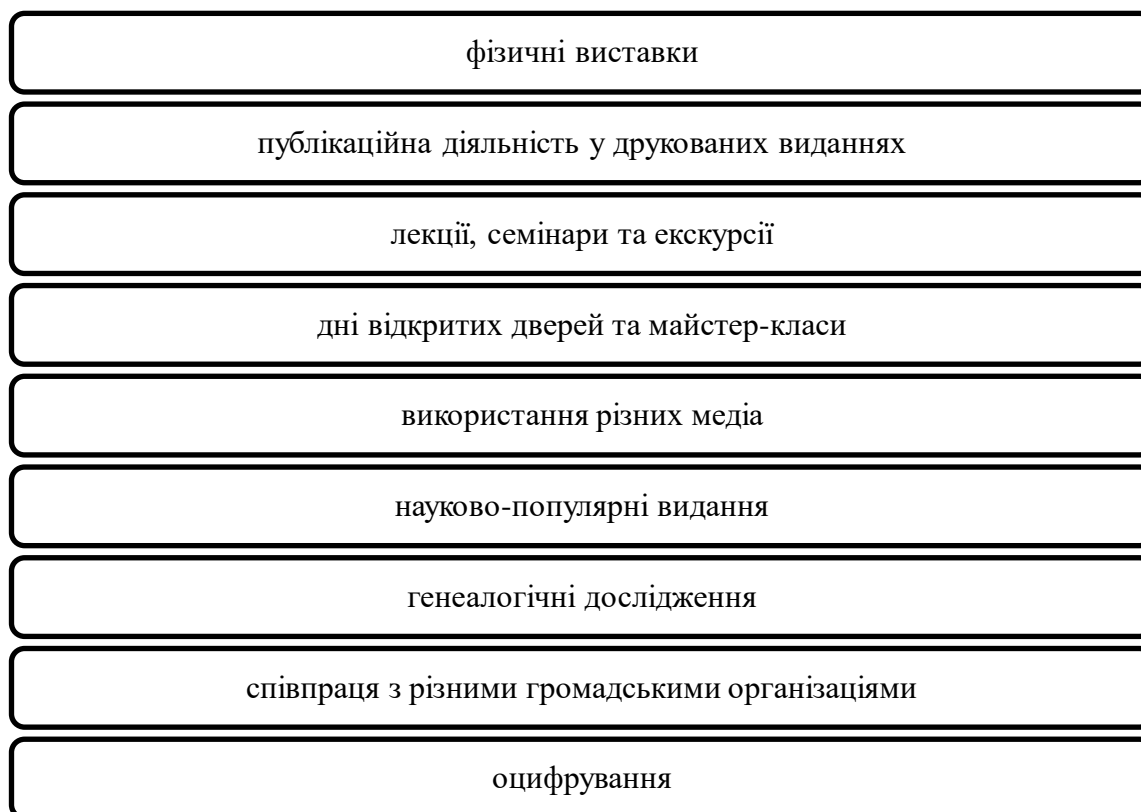 фізичні виставки
публікаційна діяльність у друкованих виданнях
лекції, семінари та екскурсії
дні відкритих дверей та майстер-класи
використання різних медіа
науково-популярні видання
генеалогічні дослідження
співпраця з різними громадськими організаціями
оцифрування